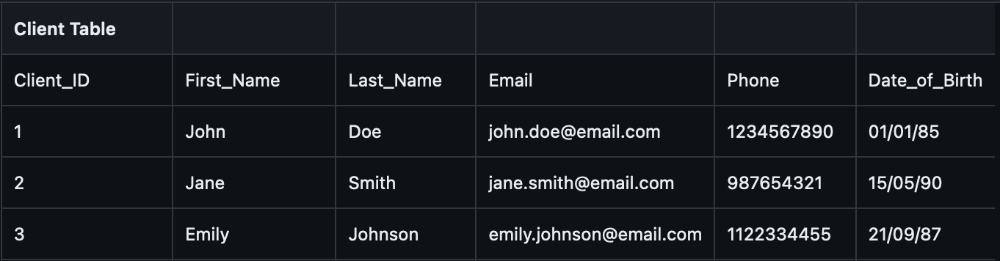 Client Table
Client_ID First_Name Last_Name Email Phone Date_of_Birth
1 John Doe john.doe@email.com 1234567890 01/01/85
2 Jane Smith jane.smith@email.com 987654321 15/05/90
3 Emily Johnson emily.johnson@email.com 1122334455 21/09/87